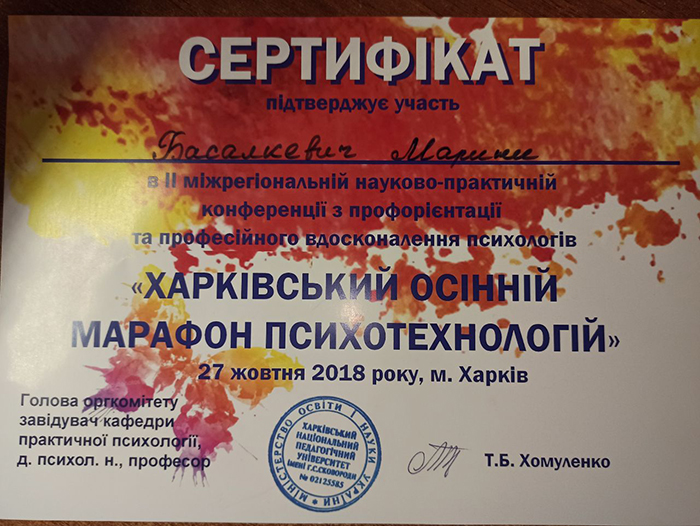 СЕРТИФІКАТ
підтверджує участь
Басалкевич Марини
в ІІ міжрегіональній науково-практичній
конференції з профорієнтації
та професійного вдосконалення психологів
«ХАРКІВСЬКИЙ ОСІННІЙ
МАРАФОН ПСИХОТЕХНОЛОГІЙ»
27 жовтня 2018 року, м. Харків
Голова оргкомітету
завідувач кафедри
практичної психології,
д. психол. н., професор
МІНІСТЕРСТВО ОСВІТИ І НАУКИ УКРАЇНИ
ХАРКІВСЬКИЙ
НАЦІОНАЛЬНИЙ
ПЕДАГОГІЧНИЙ
УНІВЕРСИТЕТ
ІМЕНІ Г.С.СКОВОРОДИ
№ 02125585
Т.Б. Хомуленко